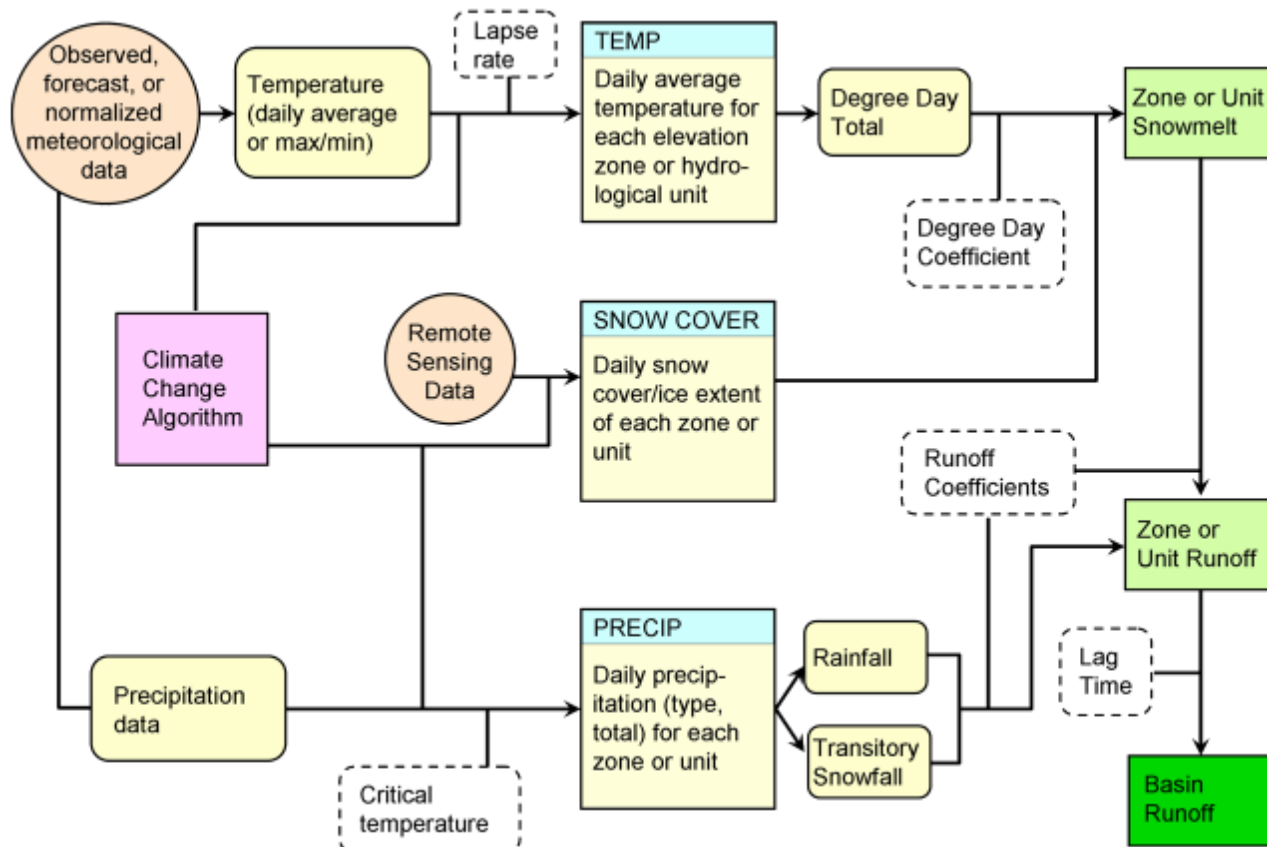 Observed,
forecast, or
normalized
meteorological
data
Temperature
(daily average
or max/min)
Lapse
rate
TEMP
Daily average
temperature for
each elevation
zone or hydro-
logical unit
Degree Day
Total
Zone or Unit
Snowmelt
Degree Day
Coefficient
Climate
Change
Algorithm
Remote
Sensing
Data
SNOW COVER
Daily snow
cover/ice extent
of each zone or
unit
Runoff
Coefficients
Zone or
Unit Runoff
Precipitation
data
Critical
temperature
PRECIP
Daily precip-
itation (type,
total) for each
zone or unit
Rainfall
Transitory
Snowfall
Lag
Time
Basin
Runoff